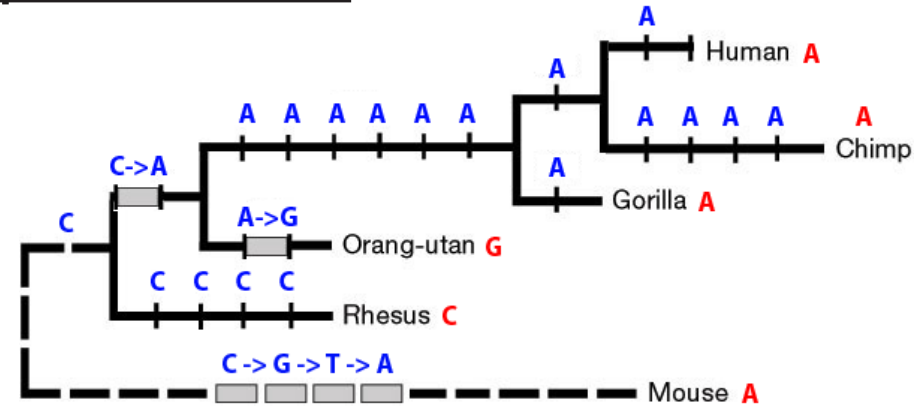 A
Human A
A
A A A A A A
A A A A
A
Chimp
C->A
A
Gorilla A
C
A->G
Orang-utan G
C C C C
Rhesus C
C -> G -> T -> A
Mouse A